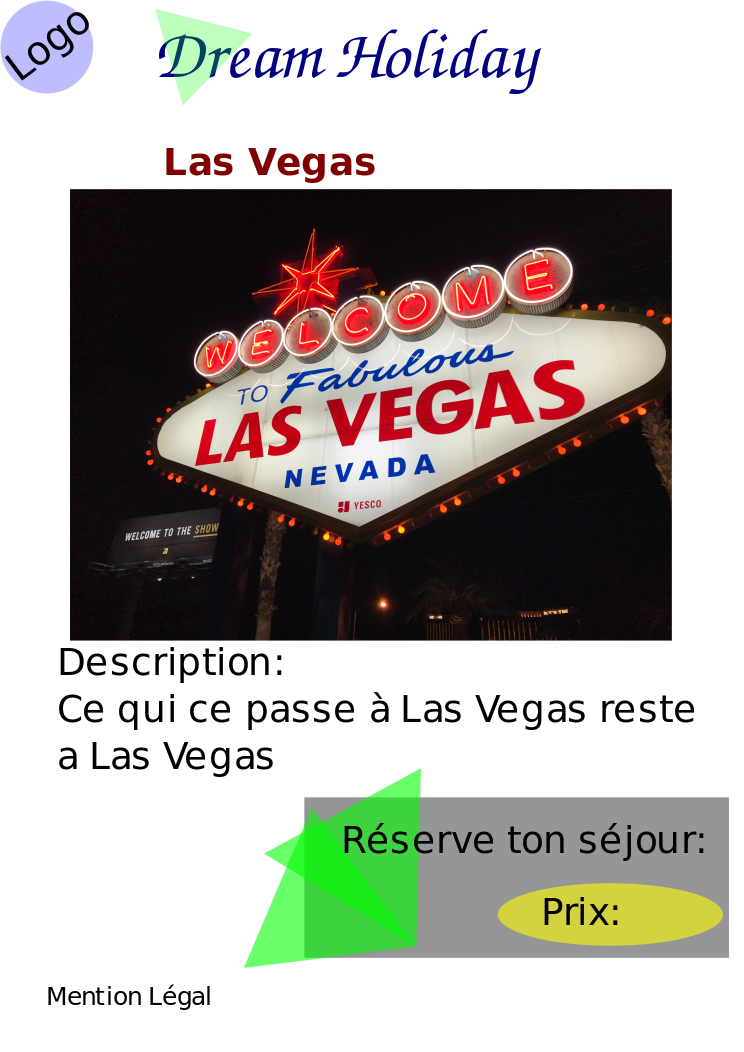 Logo
Dream Holiday
Las Vegas
WELCOME
TO Fabulous
LAS VEGAS
NEVADA
YESCO
WELCOME TO THE SHOW
Description:
Ce qui ce passe à Las Vegas reste
a Las Vegas
Réserve ton séjour:
Prix:
Mention Légal